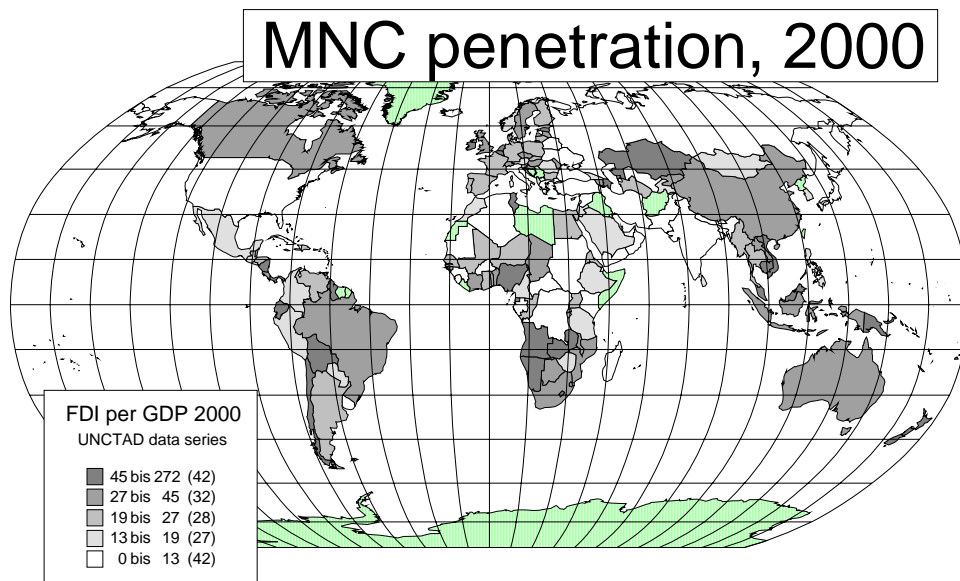 MNC penetration, 2000
FDI per GDP 2000
UNCTAD data series
45 bis 272 (42)
27 bis 45 (32)
19 bis 27 (28)
13 bis 19 (27)
0 bis 13 (42)